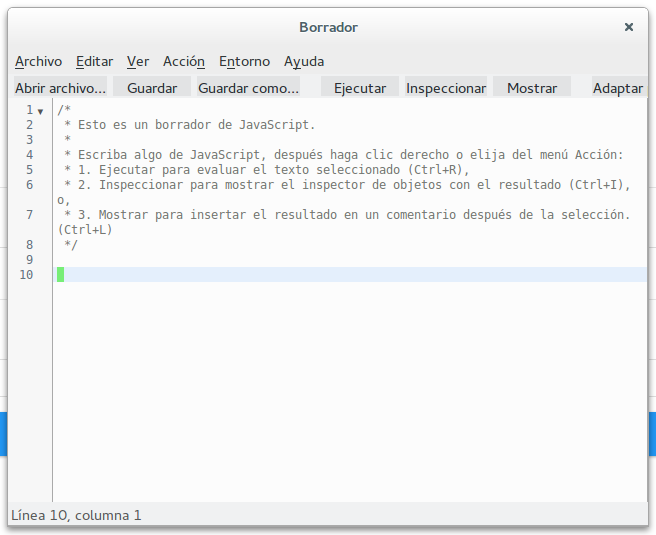 Borrador
Archivo Editar Ver Acción Entorno Ayuda
Abrir archivo... Guardar Guardar como... Ejecutar Inspeccionar Mostrar Adaptar
1 /*
2 * Esto es un borrador de JavaScript.
3 *
4 * Escriba algo de JavaScript, después haga clic derecho o elija del menú Acción:
5 * 1. Ejecutar para evaluar el texto seleccionado (Ctrl+R),
6 * 2. Inspeccionar para mostrar el inspector de objetos con el resultado (Ctrl+I),
o,
7 * 3. Mostrar para insertar el resultado en un comentario después de la selección.
(Ctrl+L)
8 */
9
10
Línea 10, columna 1